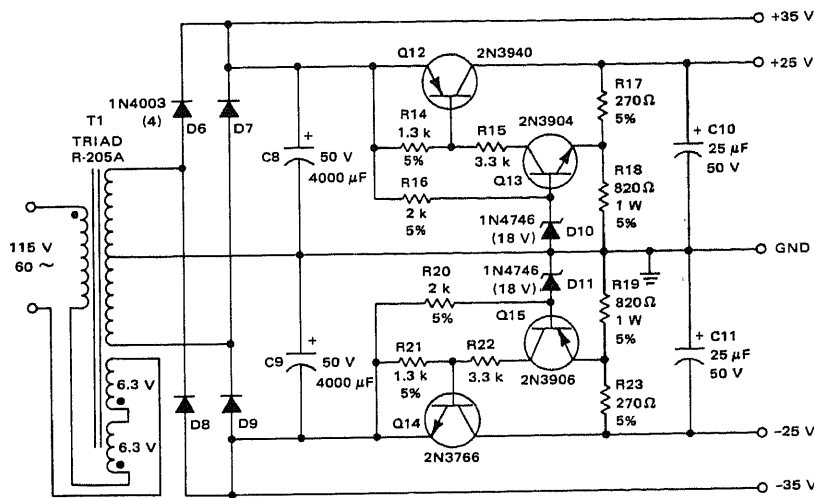 +35 V
Q12
2N3940
+25 V
1N4003
(4)
D6
D7
R14
1.3 k
5%
R15
3.3 k
2N3904
R17
270Ω
5%
T1
TRIAD
R-205A
C8
+
50 V
4000 µF
R16
2 k
5%
Q13
R18
820Ω
1 W
5%
+
C10
25 µF
50 V
1N4746
(18 V)
D10
115 V
60 ~
GND
R20
2 k
5%
1N4746
(18 V)
D11
R19
820Ω
1 W
5%
C9
+
50 V
4000 µF
Q15
R21
1.3 k
5%
R22
3.3 k
2N3906
+
C11
25 µF
50 V
6.3 V
6.3 V
D8
D9
Q14
2N3766
R23
270Ω
5%
-25 V
-35 V